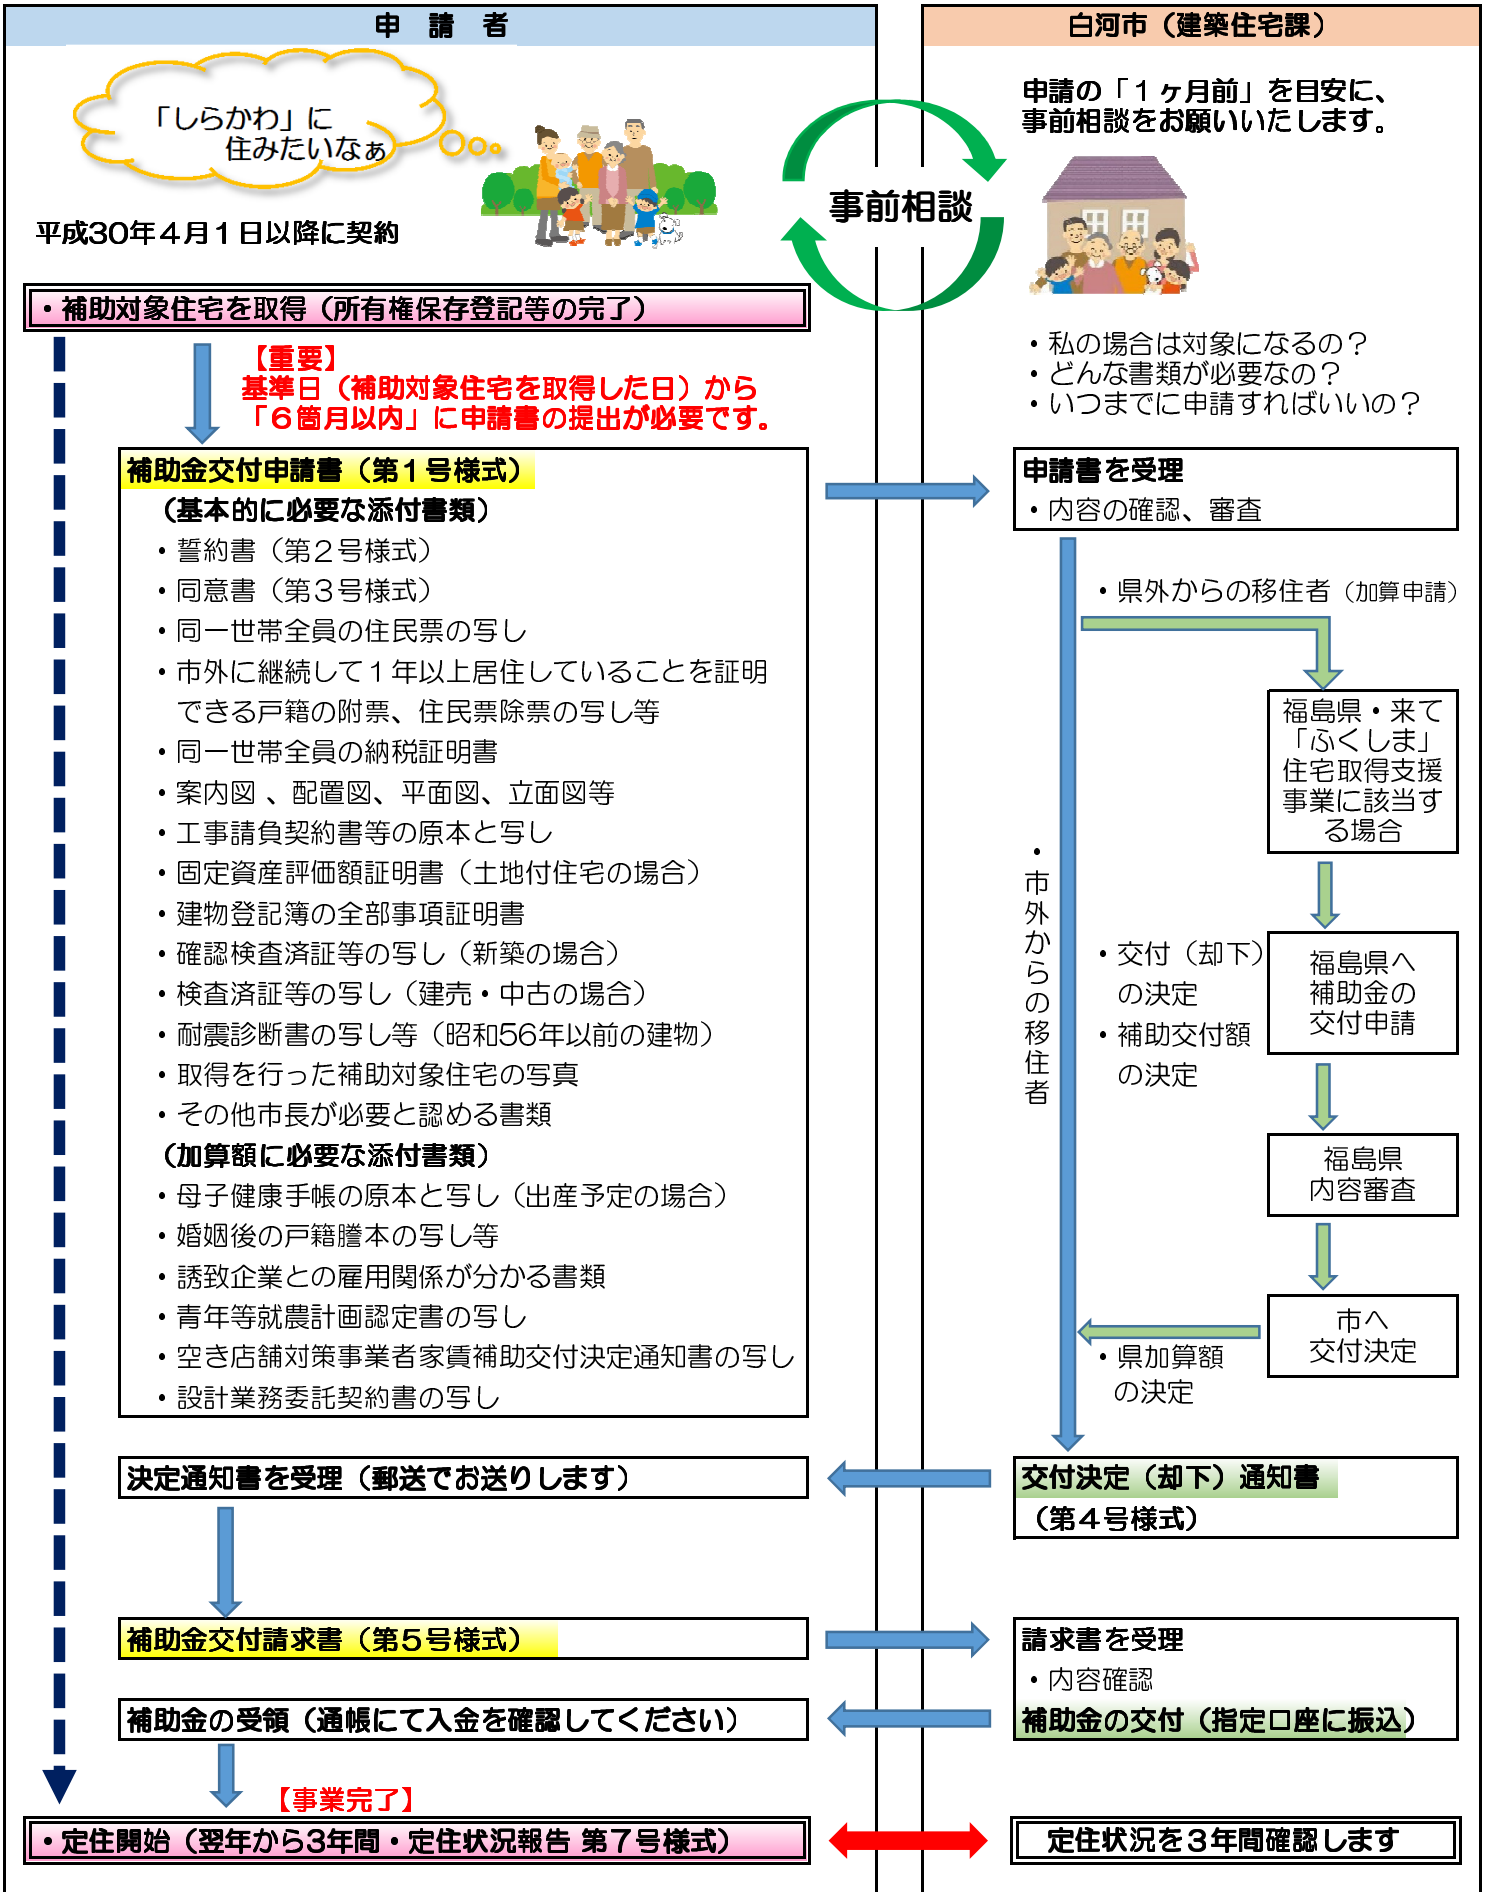 申　請　者
「しらかわ」に
住みたいなぁ
平成30年４月１日以降に契約
・補助対象住宅を取得（所有権保存登記等の完了）
【重要】
基準日（補助対象住宅を取得した日）から
「６箇月以内」に申請書の提出が必要です。
補助金交付申請書（第１号様式）
（基本的に必要な添付書類）
・誓約書（第２号様式）
・同意書（第３号様式）
・同一世帯全員の住民票の写し
・市外に継続して１年以上居住していることを証明
できる戸籍の附票、住民票除票の写し等
・同一世帯全員の納税証明書
・案内図 、配置図、平面図、立面図等
・工事請負契約書等の原本と写し
・固定資産評価額証明書（土地付住宅の場合）
・建物登記簿の全部事項証明書
・確認検査済証等の写し（新築の場合）
・検査済証等の写し（建売・中古の場合）
・耐震診断書の写し等（昭和56年以前の建物）
・取得を行った補助対象住宅の写真
・その他市長が必要と認める書類
（加算額に必要な添付書類）
・母子健康手帳の原本と写し（出産予定の場合）
・婚姻後の戸籍謄本の写し等
・誘致企業との雇用関係が分かる書類
・青年等就農計画認定書の写し
・空き店舗対策事業者家賃補助交付決定通知書の写し
・設計業務委託契約書の写し
決定通知書を受理（郵送でお送りします）
補助金交付請求書（第５号様式）
補助金の受領（通帳にて入金を確認してください）
【事業完了】
・定住開始（翌年から3年間・定住状況報告 第７号様式）
事前相談
白河市（建築住宅課）
申請の「１ヶ月前」を目安に、
事前相談をお願いいたします。
・私の場合は対象になるの？
・どんな書類が必要なの？
・いつまでに申請すればいいの？
申請書を受理
・内容の確認、審査
・県外からの移住者（加算申請）
福島県・来て
「ふくしま」
住宅取得支援
事業に該当す
る場合
・市外からの移住者
・交付（却下）
の決定
・補助交付額
の決定
福島県へ
補助金の
交付申請
福島県
内容審査
市へ
交付決定
・県加算額
の決定
交付決定（却下）通知書
（第４号様式）
請求書を受理
・内容確認
補助金の交付（指定口座に振込）
定住状況を３年間確認します